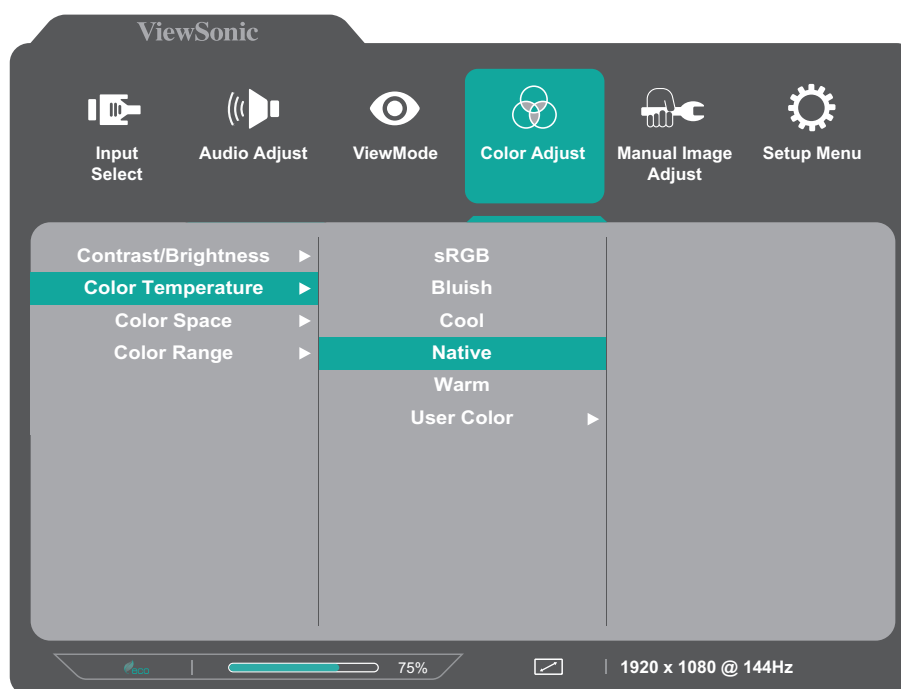 ViewSonic
Input
Select
Audio Adjust
ViewMode
Color Adjust
Manual Image
Adjust
Setup Menu
Contrast/Brightness
Color Temperature
Color Space
Color Range
sRGB
Bluish
Cool
Native
Warm
User Color
eco
75%
1920 x 1080 @ 144Hz